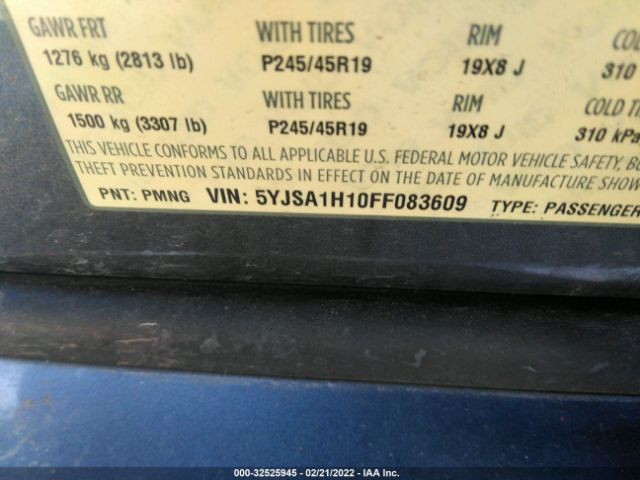 GAWR FRT WITH TIRES RIM COL
1276 kg (2813 lb) P245/45R19 19X8 J 310
GAWR RR WITH TIRES RIM COLD TI
1500 kg (3307 lb) P245/45R19 19X8 J 310 kPa
THIS VEHICLE CONFORMS TO ALL APPLICABLE U.S. FEDERAL MOTOR VEHICLE SAFETY, BU
THEFT PREVENTION STANDARDS IN EFFECT ON THE DATE OF MANUFACTURE SHOW
PNT: PMNG VIN: 5YJSA1H10FF083609 TYPE: PASSENGER
000-32525945 - 02/21/2022 - IAA Inc.